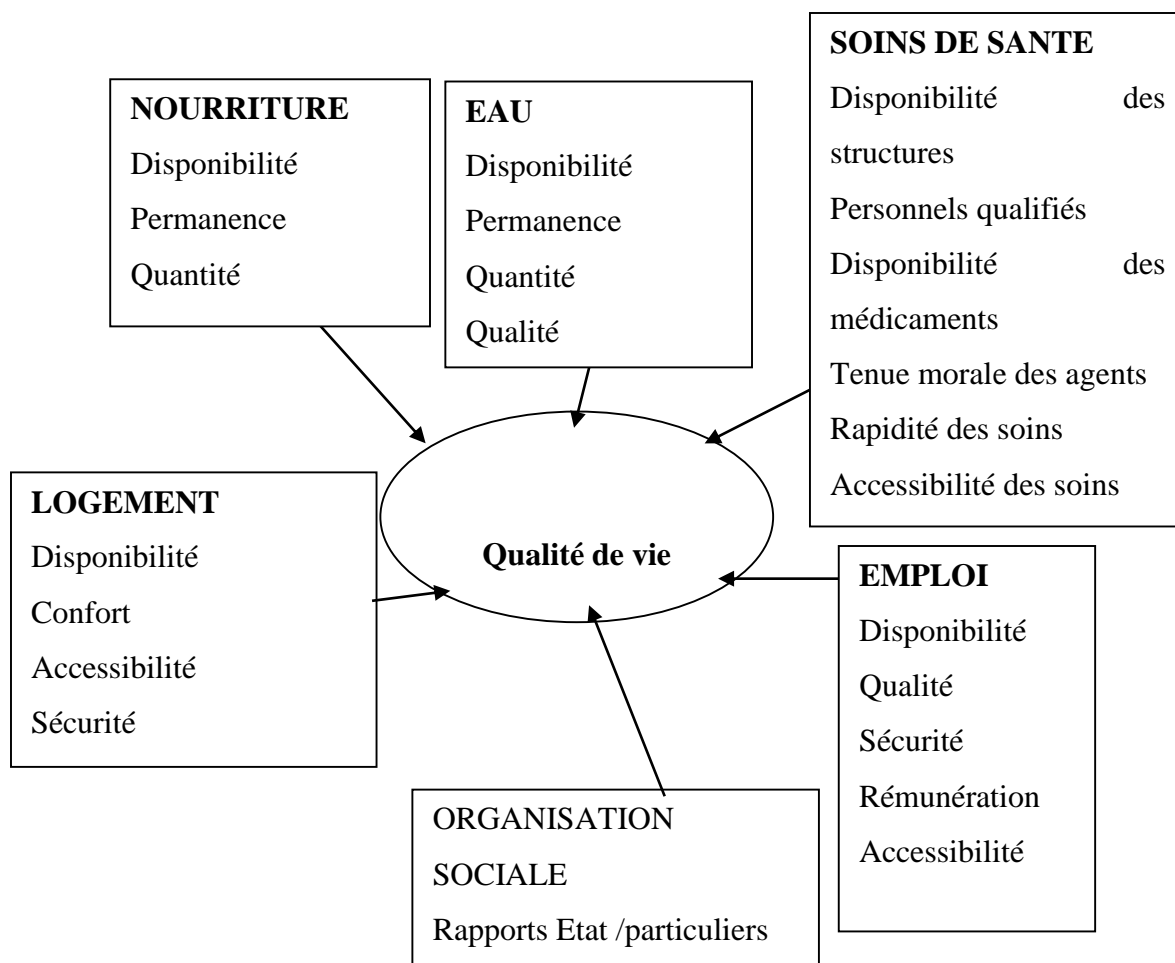 NOURRITURE
Disponibilité
Permanence
Quantité
EAU
Disponibilité
Permanence
Quantité
Qualité
SOINS DE SANTE
Disponibilité des
structures
Personnels qualifiés
Disponibilité des
médicaments
Tenue morale des agents
Rapidité des soins
Accessibilité des soins
LOGEMENT
Disponibilité
Confort
Accessibilité
Sécurité
Qualité de vie
EMPLOI
Disponibilité
Qualité
Sécurité
Rémunération
Accessibilité
ORGANISATION
SOCIALE
Rapports Etat /particuliers